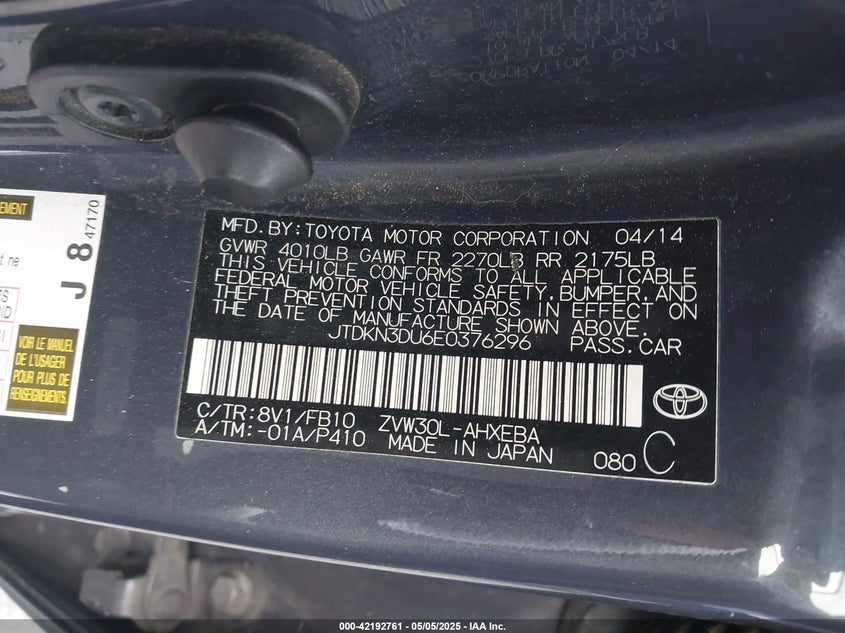 MFD.BY:TOYOTA MOTOR CORPORATION 04/14
GVWR 4010LB GAWR FR 2270LB RR 2175LB
THIS VEHICLE CONFORMS TO ALL APPLICABLE
FEDERAL MOTOR VEHICLE SAFETY,BUMPER,AND
THEFT PREVENTION STANDARDS IN EFFECT ON
THE DATE OF MANUFACTURE SHOWN ABOVE.
JTDKN3DU6E0376296 PASS.CAR
C/TR:8V1/FB10 ZVW30L-AHXEBA
A/TM:-01A/P410 MADE IN JAPAN
080 C
J 8 47170
VOIR LE MANUEL
DE L'USAGER
POUR PLUS
D'INFORMATION
000-42192761 - 05/05/2025 - IAA Inc.